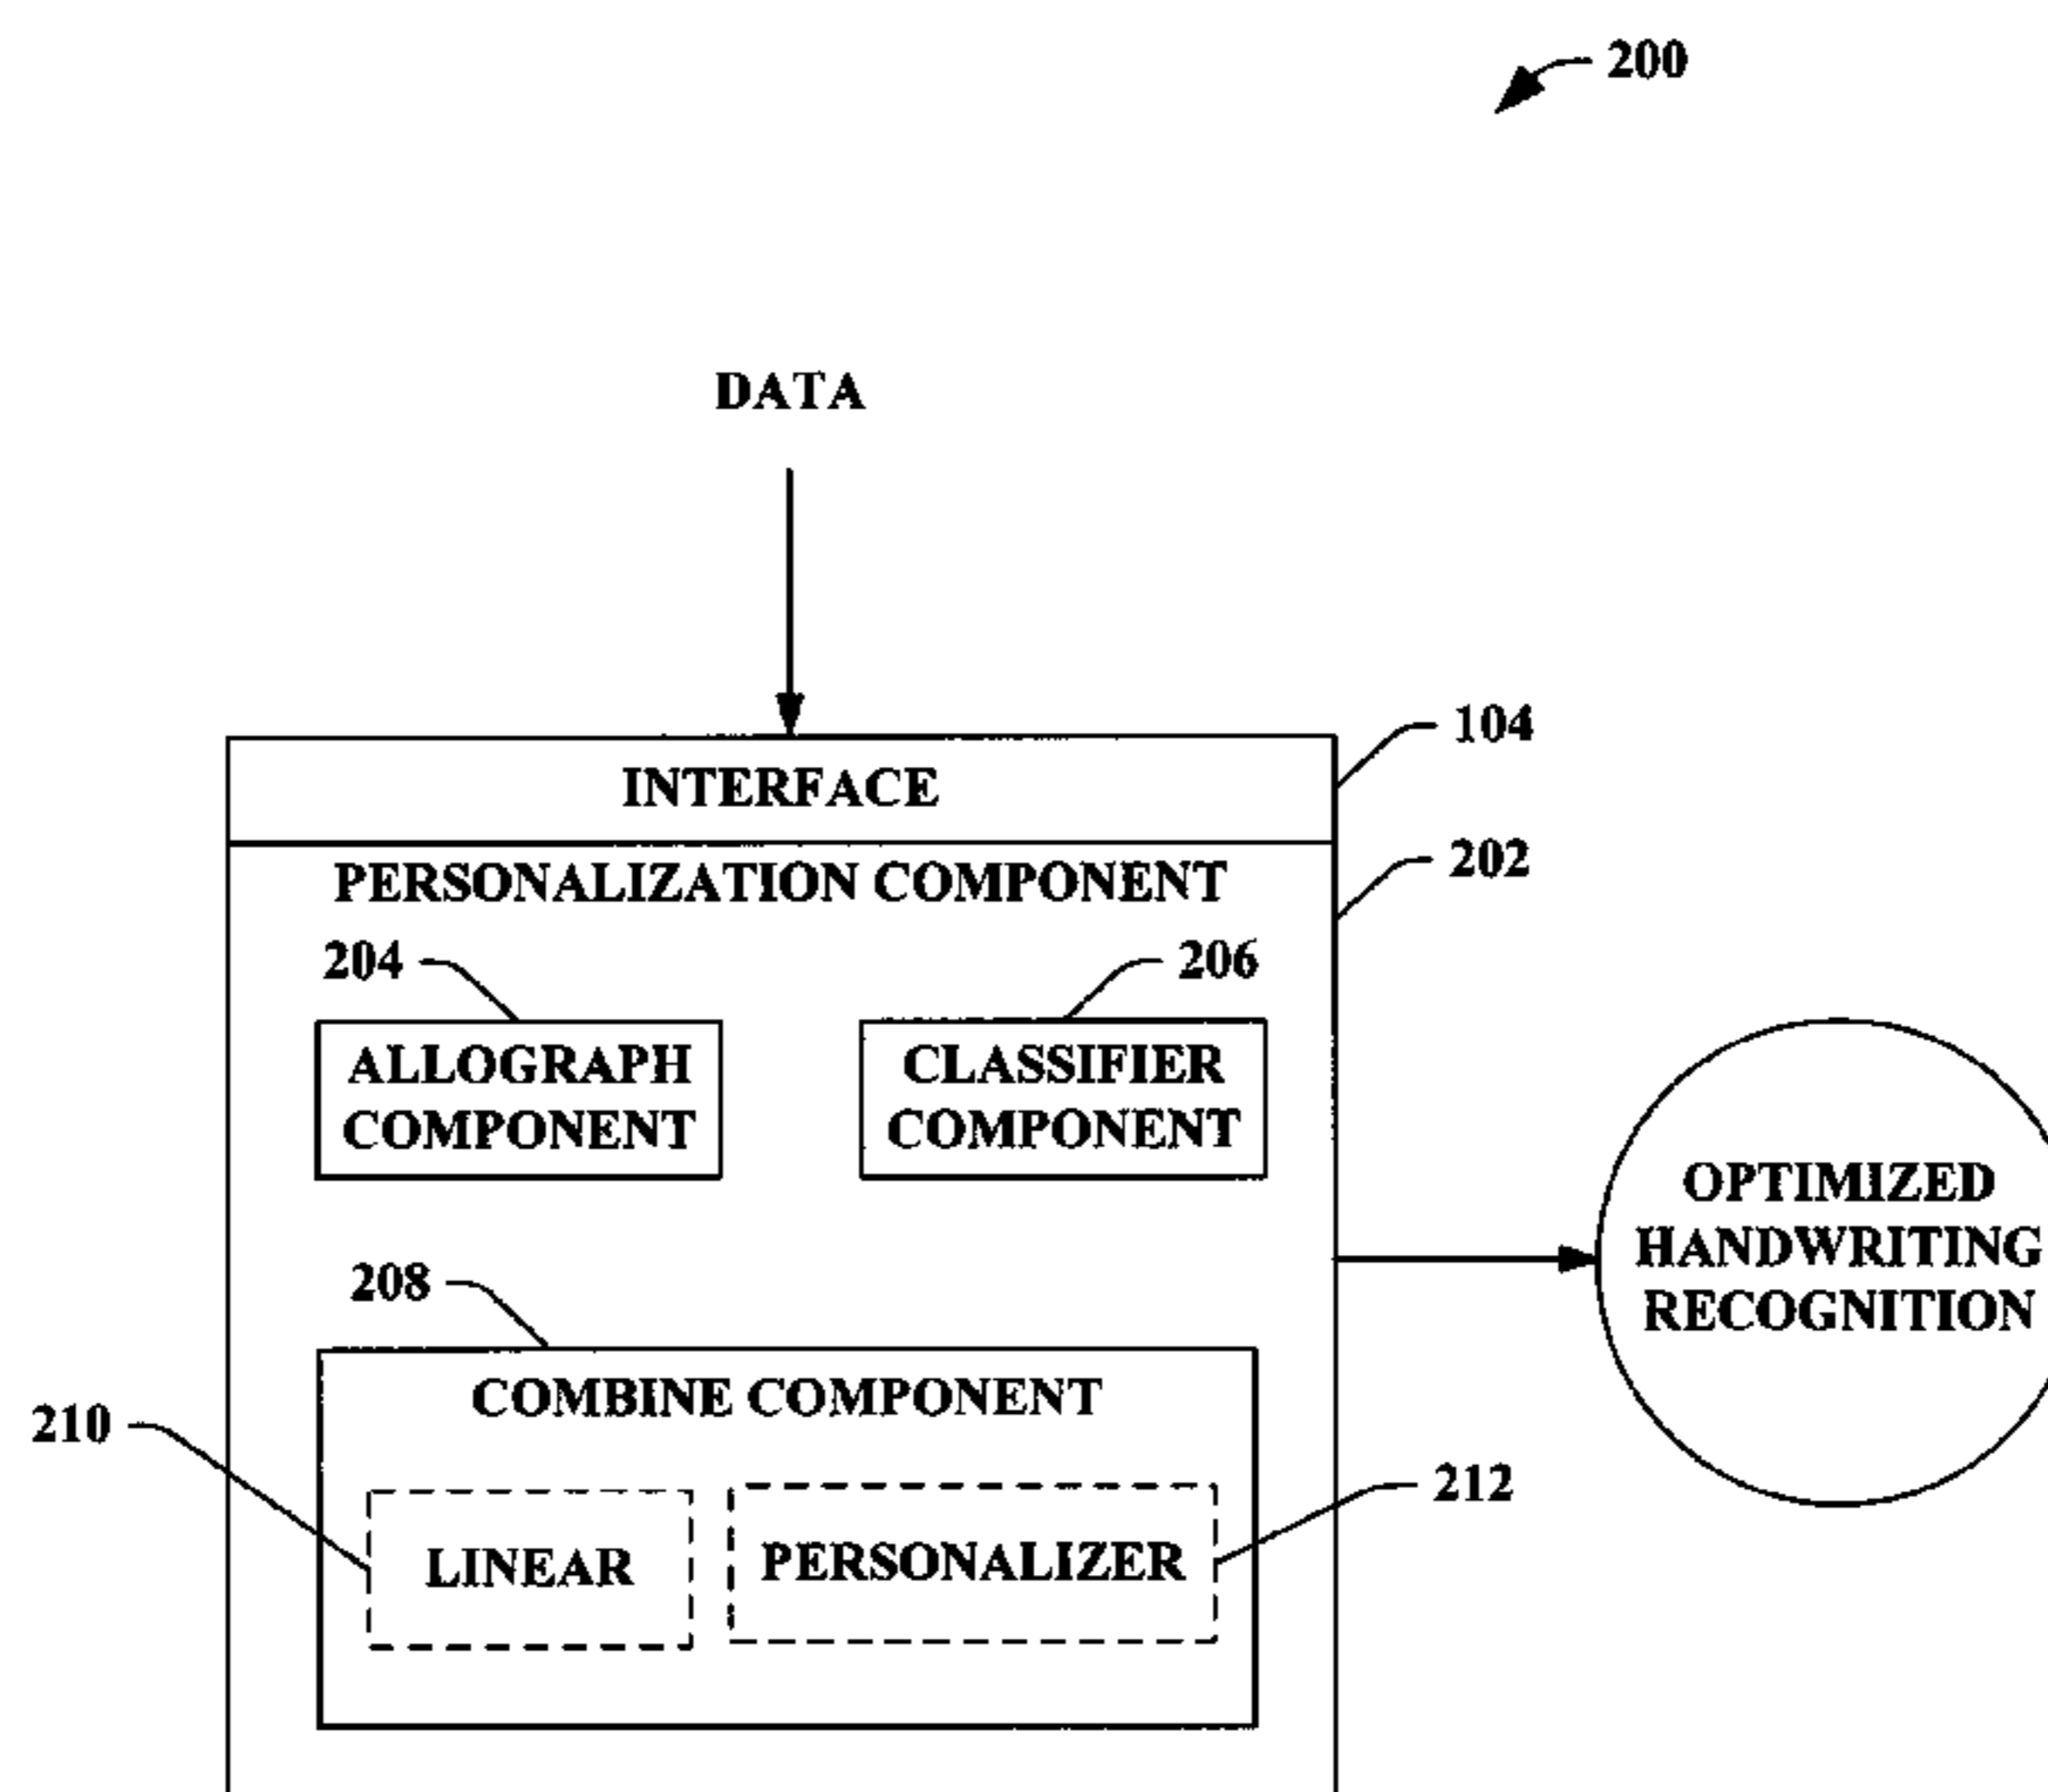 200
DATA
INTERFACE
104
PERSONALIZATION COMPONENT
202
204
206
ALLOGRAPH
COMPONENT
CLASSIFIER
COMPONENT
OPTIMIZED
HANDWRITING
RECOGNITION
208
COMBINE COMPONENT
210
LINEAR
PERSONALIZER
212